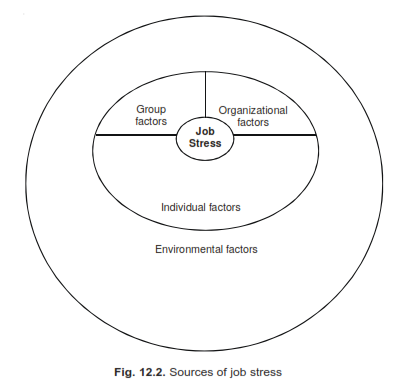 Group
factors
Organizational
factors
Job
Stress
Individual factors
Environmental factors
Fig. 12.2. Sources of job stress